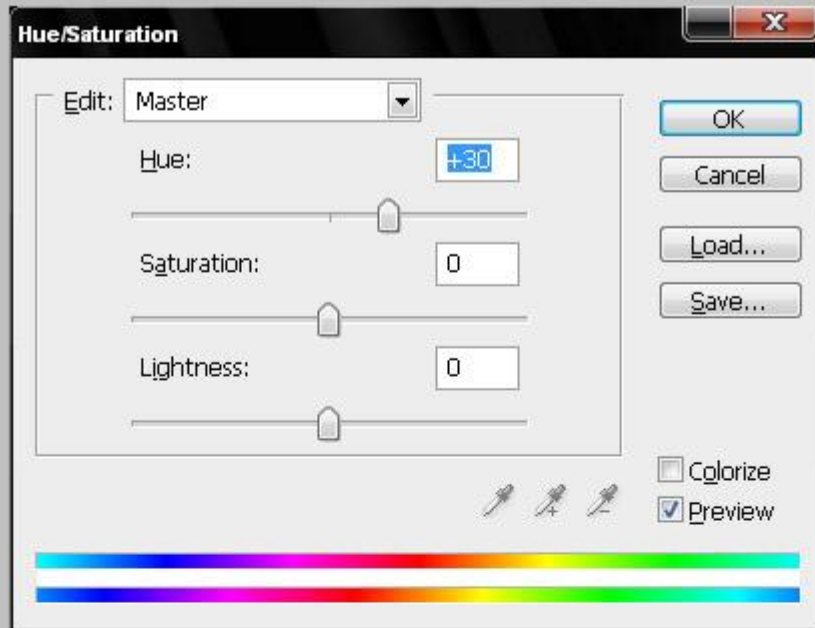 Hue/Saturation
Edit: Master
Hue: +30
Saturation: 0
Lightness: 0
OK
Cancel
Load...
Save...
Colorize
Preview